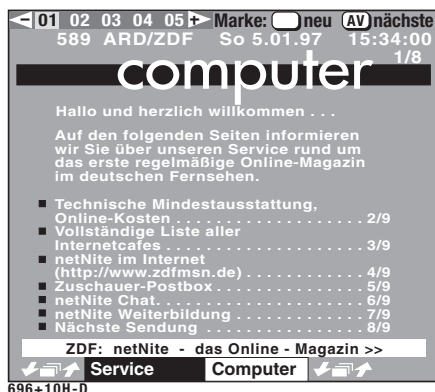 01 02 03 04 05 + Marke: neu AV nächste
589 ARD/ZDF So 5.01.97 15:34:00
1/8
computer
Hallo und herzlich willkommen . . .
Auf den folgenden Seiten informieren
wir Sie über unseren Service rund um
das erste regelmäßige Online-Magazin
im deutschen Fernsehen.
Technische Mindestausstattung,
Online-Kosten . . . . . . . . . . . . . . . . . . . 2/9
Vollständige Liste aller
Internetcafes . . . . . . . . . . . . . . . . . . . . 3/9
netNite im Internet
(http://www.zdfmsn.de) . . . . . . . . . . . . 4/9
Zuschauer-Postbox . . . . . . . . . . . . . . . 5/9
netNite Chat. . . . . . . . . . . . . . . . . . . . . 6/9
netNite Weiterbildung . . . . . . . . . . . . . 7/9
Nächste Sendung . . . . . . . . . . . . . . . . 8/9
ZDF: netNite - das Online - Magazin >>
Service Computer
696+10H-D